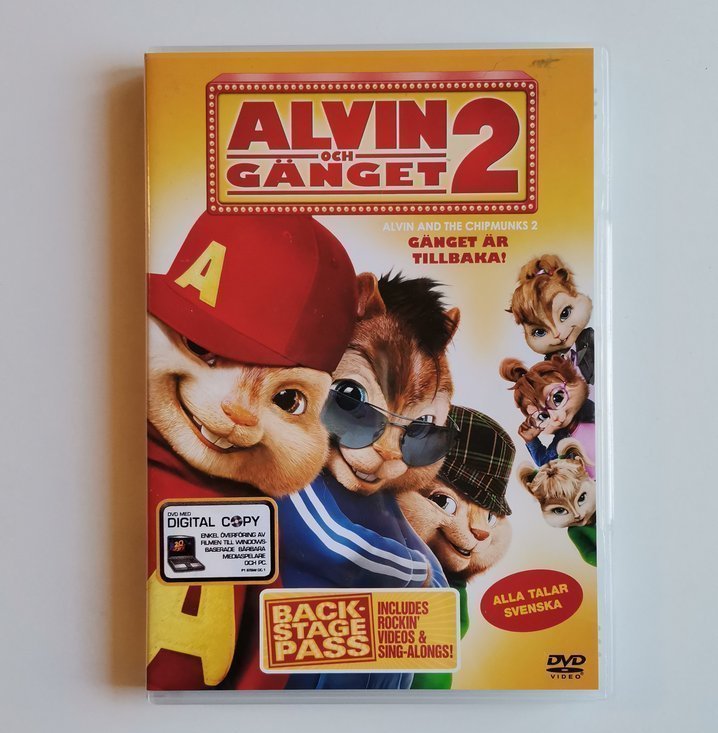 ALVIN
OCH
GÄNGET 2
ALVIN AND THE CHIPMUNKS 2
GÄNGET ÄR
TILLBAKA!
A
DVD MED
DIGITAL COPY
ENKEL ÖVERFÖRING AV
FILMEN TILL WINDOWS-
BASERADE BÄRBARA
MEDIASPELARE
OCH PC.
A
BACK-
STAGE
PASS
INCLUDES
ROCKIN'
VIDEOS &
SING-ALONGS!
ALLA TALAR
SVENSKA
DVD
VIDEO